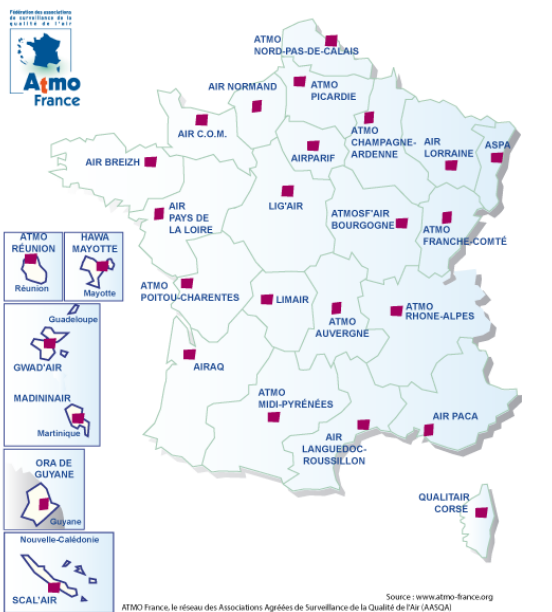 Fédération des associations
de surveillance de la
qualité de l'air
Atmo
France
ATMO
NORD-PAS-DE-CALAIS
AIR NORMAND
ATMO
PICARDIE
AIR C.O.M.
ATMO
CHAMPAGNE-
ARDENNE
AIR
LORRAINE
ASPA
AIRPARIF
AIR BREIZH
AIR
PAYS DE
LA LOIRE
LIG'AIR
ATMOSF'AIR
BOURGOGNE
ATMO
FRANCHE-COMTÉ
ATMO
RÉUNION
Réunion
HAWA
MAYOTTE
Mayotte
ATMO
POITOU-CHARENTES
LIMAIR
ATMO
AUVERGNE
ATMO
RHONE-ALPES
Guadeloupe
GWAD'AIR
MADININAIR
Martinique
AIRAQ
ATMO
MIDI-PYRÉNÉES
AIR
LANGUEDOC-
ROUSSILLON
AIR PACA
ORA DE
GUYANE
Guyane
QUALITAIR
CORSE
Nouvelle-Calédonie
SCAL'AIR
Source : www.atmo-france.org
ATMO France, le réseau des Associations Agréées de Surveillance de la Qualité de l'Air (AASQA)